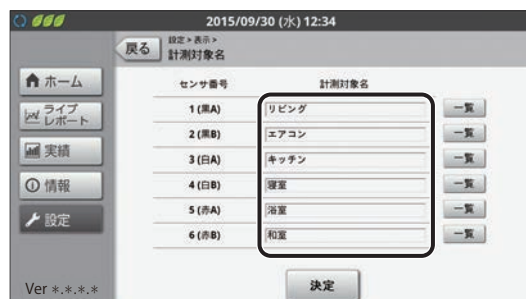 2015/09/30 (水) 12:34
戻る
設定 > 表示 >
計測対象名
ホーム
ライブ
レポート
実績
情報
設定
Ver *.*.*.*
センサ番号 計測対象名
1 (黒A) リビング 一覧
2 (黒B) エアコン 一覧
3 (白A) キッチン 一覧
4 (白B) 寝室 一覧
5 (赤A) 浴室 一覧
6 (赤B) 和室 一覧
決定